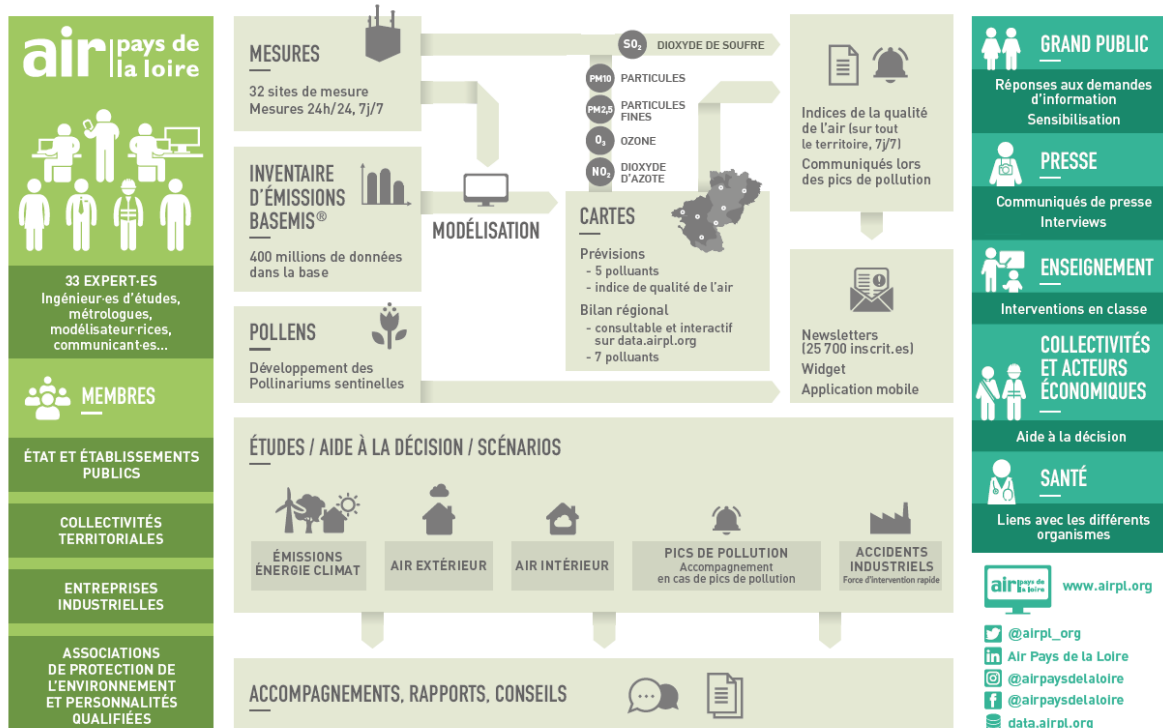 air pays de
la loire
33 EXPERT·ES
Ingénieur·es d'études,
métrologues,
modélisateur·rices,
communicant·es...
MEMBRES
ÉTAT ET ÉTABLISSEMENTS
PUBLICS
COLLECTIVITÉS
TERRITORIALES
ENTREPRISES
INDUSTRIELLES
ASSOCIATIONS
DE PROTECTION DE
L'ENVIRONNEMENT
ET PERSONNALITÉS
QUALIFIÉES
MESURES
32 sites de mesure
Mesures 24h/24, 7j/7
INVENTAIRE
D'ÉMISSIONS
BASEMIS®
400 millions de données
dans la base
POLLENS
Développement des
Pollinariums sentinelles
MODÉLISATION
SO₂ DIOXYDE DE SOUFRE
PM10 PARTICULES
PM2,5 PARTICULES
FINES
O₃ OZONE
NO₂ DIOXYDE
D'AZOTE
CARTES
Prévisions
- 5 polluants
- indice de qualité de l'air
Bilan régional
- consultable et interactif
sur data.airpl.org
- 7 polluants
Indices de la qualité
de l'air (sur tout
le territoire, 7j/7)
Communiqués lors
des pics de pollution
Newsletters
(25 700 inscrit.es)
Widget
Application mobile
ÉTUDES / AIDE À LA DÉCISION / SCÉNARIOS
ÉMISSIONS
ÉNERGIE CLIMAT
AIR EXTÉRIEUR
AIR INTÉRIEUR
PICS DE POLLUTION
Accompagnement
en cas de pics de pollution
ACCIDENTS
INDUSTRIELS
Force d'intervention rapide
ACCOMPAGNEMENTS, RAPPORTS, CONSEILS
GRAND PUBLIC
Réponses aux demandes
d'information
Sensibilisation
PRESSE
Communiqués de presse
Interviews
ENSEIGNEMENT
Interventions en classe
COLLECTIVITÉS
ET ACTEURS
ÉCONOMIQUES
Aide à la décision
SANTÉ
Liens avec les différents
organismes
air pays de
la loire
www.airpl.org
@airpl_org
Air Pays de la Loire
@airpaysdelaloire
@airpaysdelaloire
data.airpl.org